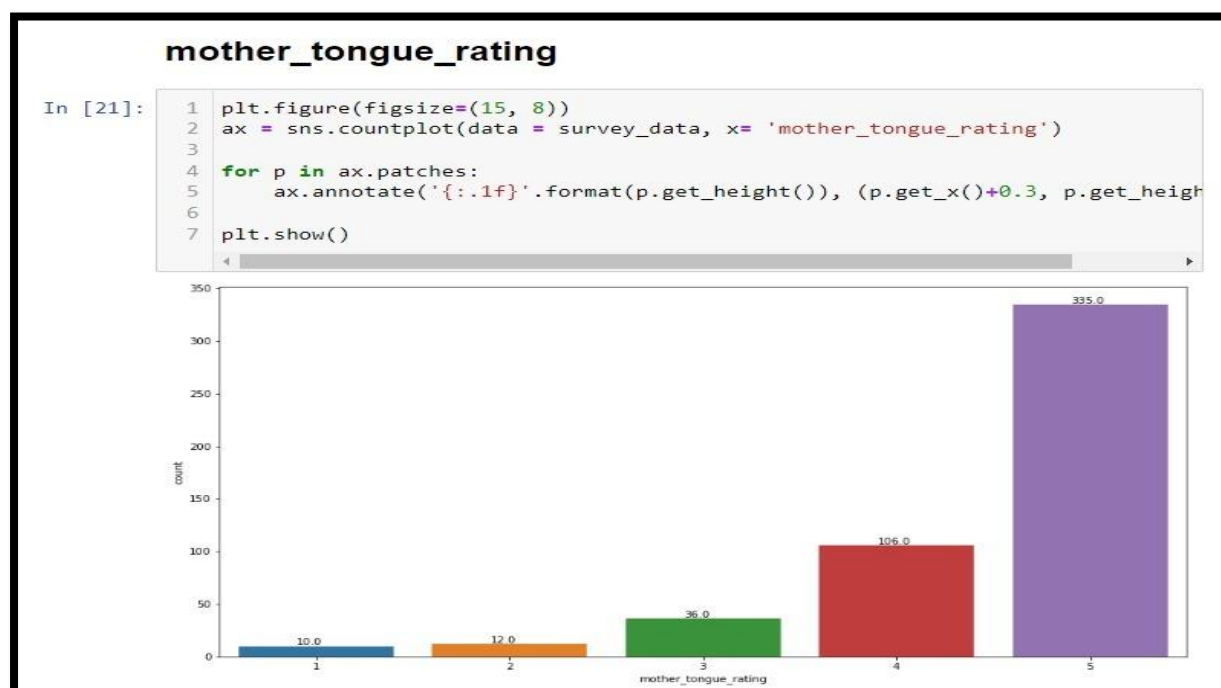 mother_tongue_rating
In [21]:
1 plt.figure(figsize=(15, 8))
2 ax = sns.countplot(data = survey_data, x= 'mother_tongue_rating')
3
4 for p in ax.patches:
5     ax.annotate('{:.1f}'.format(p.get_height()), (p.get_x()+0.3, p.get_heigh
6
7 plt.show()
350
300
250
200
150
100
50
0
count
10.0
12.0
36.0
106.0
335.0
1 2 3 4 5
mother_tongue_rating